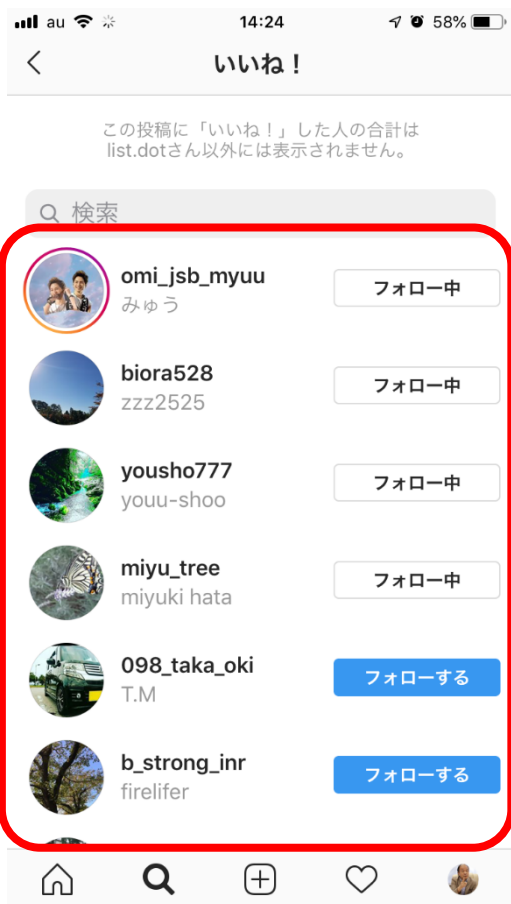 au 14:24 58%
いいね！
この投稿に「いいね！」した人の合計は
list.dotさん以外には表示されません。
検索
omi_jsb_myuu
みゅう
フォロー中
biora528
zzz2525
フォロー中
yousho777
youu-shoo
フォロー中
miyu_tree
miyuki hata
フォロー中
098_taka_oki
T.M
フォローする
b_strong_inr
firelifer
フォローする